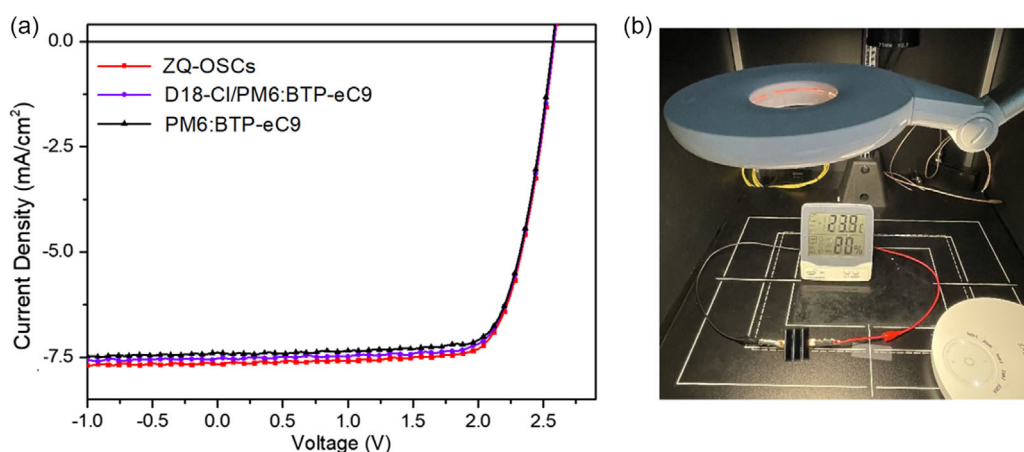 (a)
0.0
-2.5
-5.0
-7.5
Current Density (mA/cm²)
ZQ-OSCs
D18-Cl/PM6:BTP-eC9
PM6:BTP-eC9
-1.0 -0.5 0.0 0.5 1.0 1.5 2.0 2.5
Voltage (V)
(b)
23.9
80%